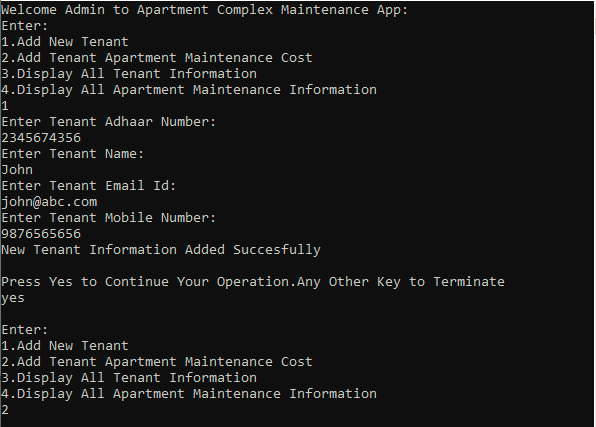 Welcome Admin to Apartment Complex Maintenance App:
Enter:
1.Add New Tenant
2.Add Tenant Apartment Maintenance Cost
3.Display All Tenant Information
4.Display All Apartment Maintenance Information
1
Enter Tenant Adhaar Number:
2345674356
Enter Tenant Name:
John
Enter Tenant Email Id:
john@abc.com
Enter Tenant Mobile Number:
9876565656
New Tenant Information Added Succesfully
Press Yes to Continue Your Operation.Any Other Key to Terminate
yes
Enter:
1.Add New Tenant
2.Add Tenant Apartment Maintenance Cost
3.Display All Tenant Information
4.Display All Apartment Maintenance Information
2